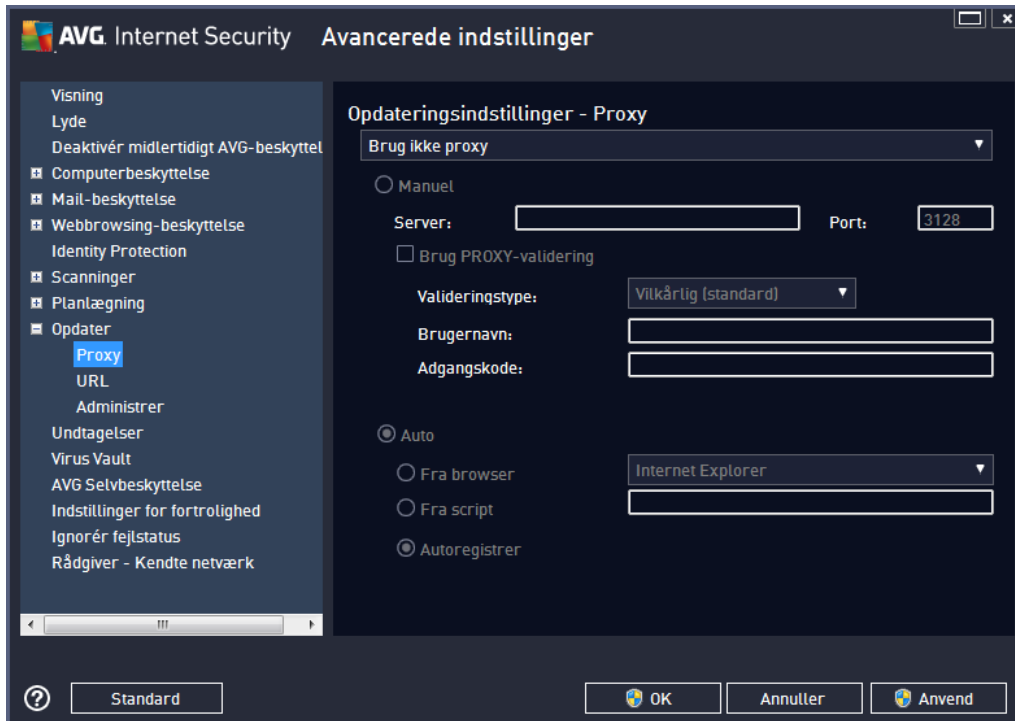 AVG. Internet Security Avancerede indstillinger
Visning
Lyde
Deaktivér midlertidigt AVG-beskyttel
Computerbeskyttelse
Mail-beskyttelse
Webbrowsing-beskyttelse
Identity Protection
Scanninger
Planlægning
Opdater
Proxy
URL
Administrer
Undtagelser
Virus Vault
AVG Selvbeskyttelse
Indstillinger for fortrolighed
Ignorér fejlstatus
Rådgiver - Kendte netværk
Opdateringsindstillinger - Proxy
Brug ikke proxy
Manuel
Server: Port: 3128
Brug PROXY-validering
Valideringstype: Vilkårlig (standard)
Brugernavn:
Adgangskode:
Auto
Fra browser Internet Explorer
Fra script
Autoregistrer
Standard OK Annuller Anvend